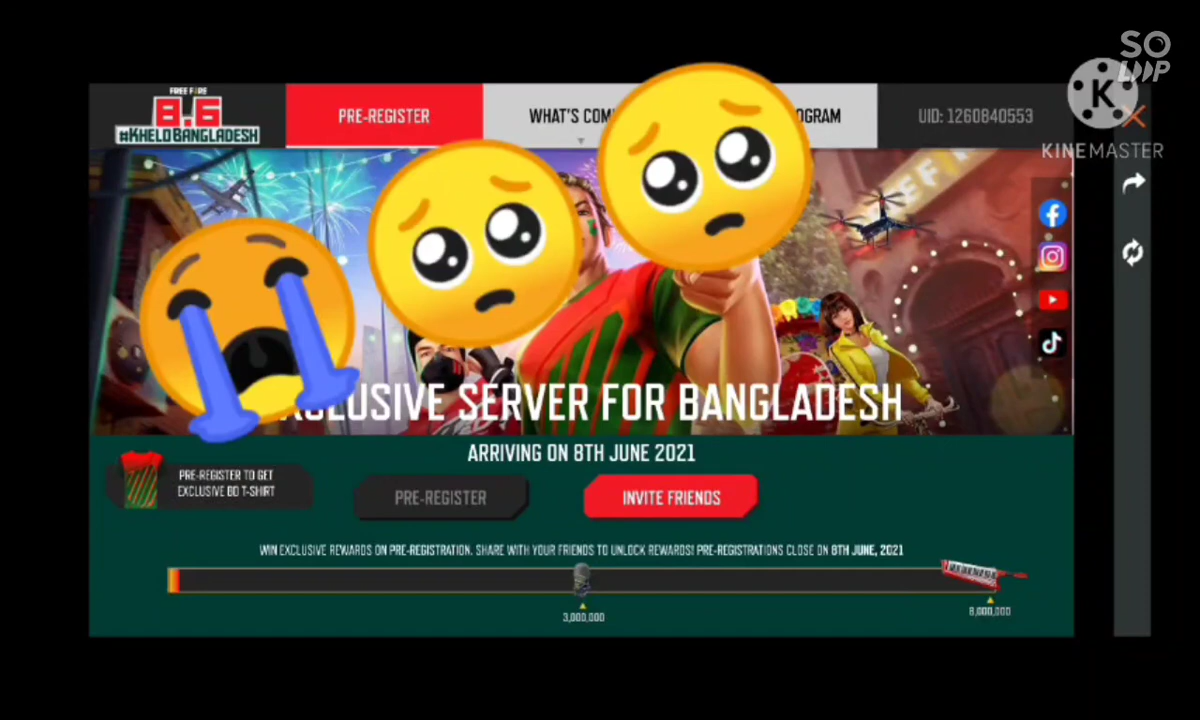 SO
LOOP
K
KINEMASTER
FREE FIRE
8.6
#KHELOBANGLADESH
PRE-REGISTER
WHAT'S COM
OGRAM
UID: 1260840553
EXCLUSIVE SERVER FOR BANGLADESH
ARRIVING ON 8TH JUNE 2021
PRE-REGISTER TO GET
EXCLUSIVE BD T-SHIRT
PRE-REGISTER
INVITE FRIENDS
WIN EXCLUSIVE REWARDS ON PRE-REGISTRATION. SHARE WITH YOUR FRIENDS TO UNLOCK REWARDS! PRE-REGISTRATIONS CLOSE ON 8TH JUNE, 2021
3,000,000
8,000,000